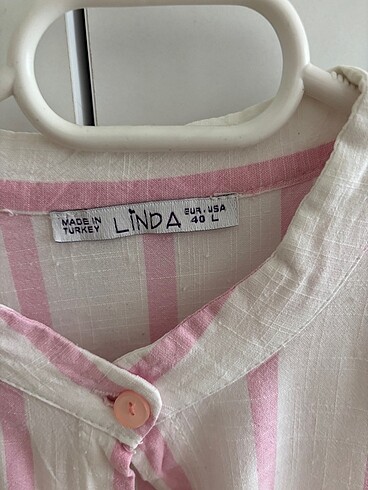 MADE IN
TURKEY
LINDA
EUR. USA
40 L